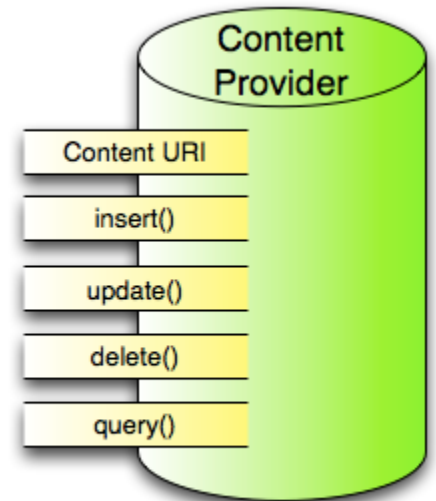 Content
Provider
Content URI
insert()
update()
delete()
query()